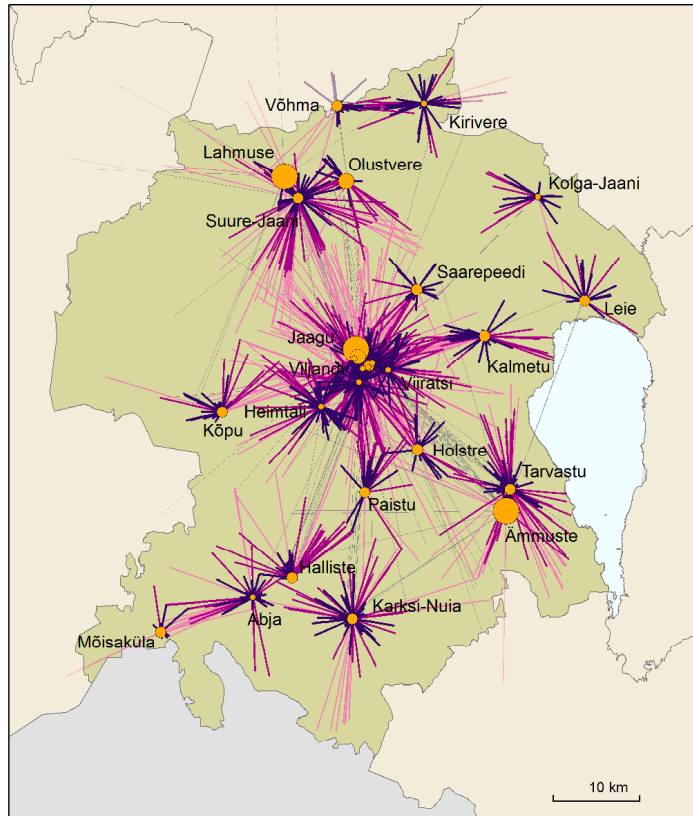 Võhma
Kirivere
Lahmuse
Olustvere
Kolga-Jaani
Suure-Jaani
Saarepeedi
Leie
Jaagu
Kalmetu
Viljandi
Viiratsi
Heimtali
Kõpu
Holstre
Tarvastu
Paistu
Ämmuste
Halliste
Abja
Karksi-Nuia
Mõisaküla
10 km